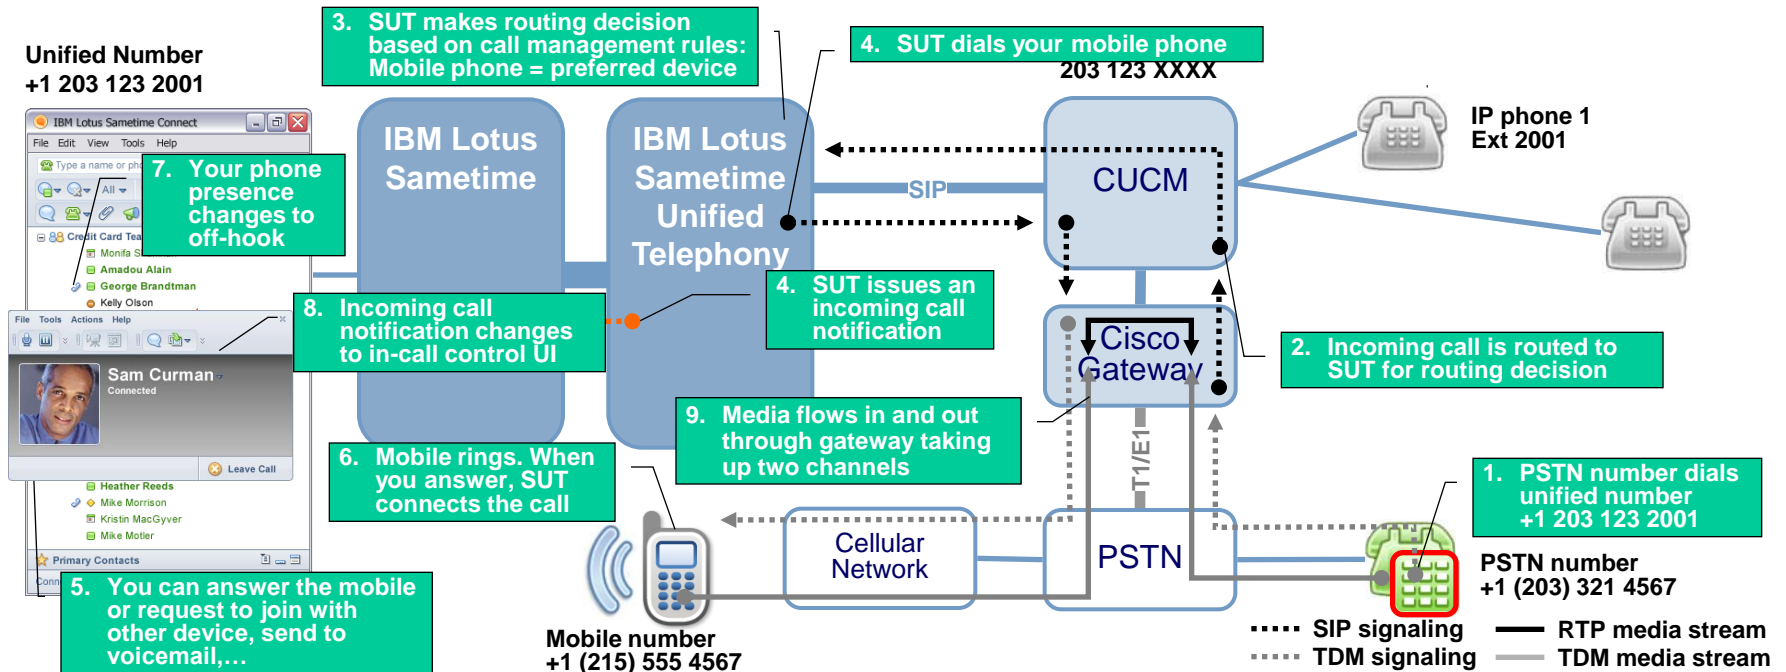 3. SUT makes routing decision
based on call management rules:
Mobile phone = preferred device
4. SUT dials your mobile phone
203 123 XXXX
Unified Number
+1 203 123 2001
IBM Lotus Sametime Connect
File Edit View Tools Help
Type a name or pho
All
7. Your phone
presence
changes to
off-hook
Credit Card Tea
Monifa S
Amadou Alain
George Brandtman
Kelly Olson
IBM Lotus
Sametime
IBM Lotus
Sametime
Unified
Telephony
SIP
CUCM
IP phone 1
Ext 2001
8. Incoming call
notification changes
to in-call control UI
4. SUT issues an
incoming call
notification
Cisco
Gateway
2. Incoming call is routed to
SUT for routing decision
File Tools Actions Help
Sam Curman
Connected
Leave Call
9. Media flows in and out
through gateway taking
up two channels
T1/E1
6. Mobile rings. When
you answer, SUT
connects the call
1. PSTN number dials
unified number
+1 203 123 2001
Heather Reeds
Mike Morrison
Kristin MacGyver
Mike Motler
Primary Contacts
Conn
5. You can answer the mobile
or request to join with
other device, send to
voicemail,…
Cellular
Network
PSTN
PSTN number
+1 (203) 321 4567
Mobile number
+1 (215) 555 4567
SIP signaling
RTP media stream
TDM signaling
TDM media stream